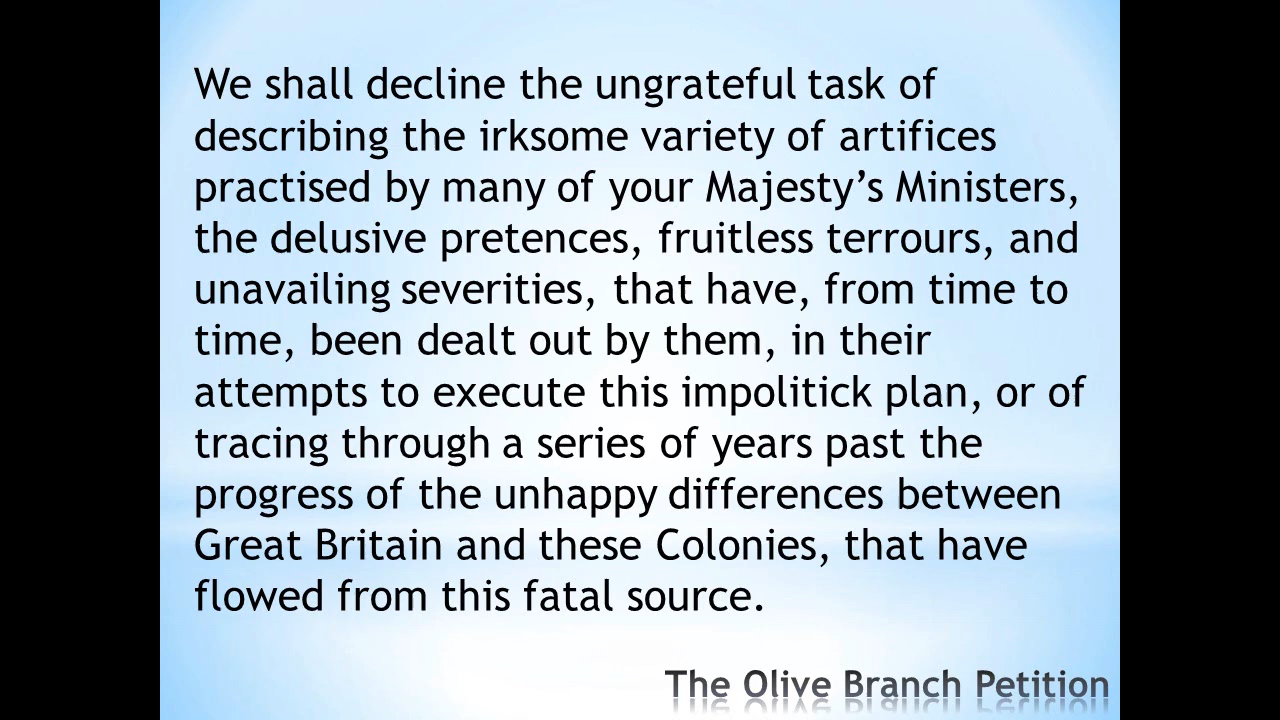 We shall decline the ungrateful task of
describing the irksome variety of artifices
practised by many of your Majesty’s Ministers,
the delusive pretences, fruitless terrours, and
unavailing severities, that have, from time to
time, been dealt out by them, in their
attempts to execute this impolitick plan, or of
tracing through a series of years past the
progress of the unhappy differences between
Great Britain and these Colonies, that have
flowed from this fatal source.
The Olive Branch Petition